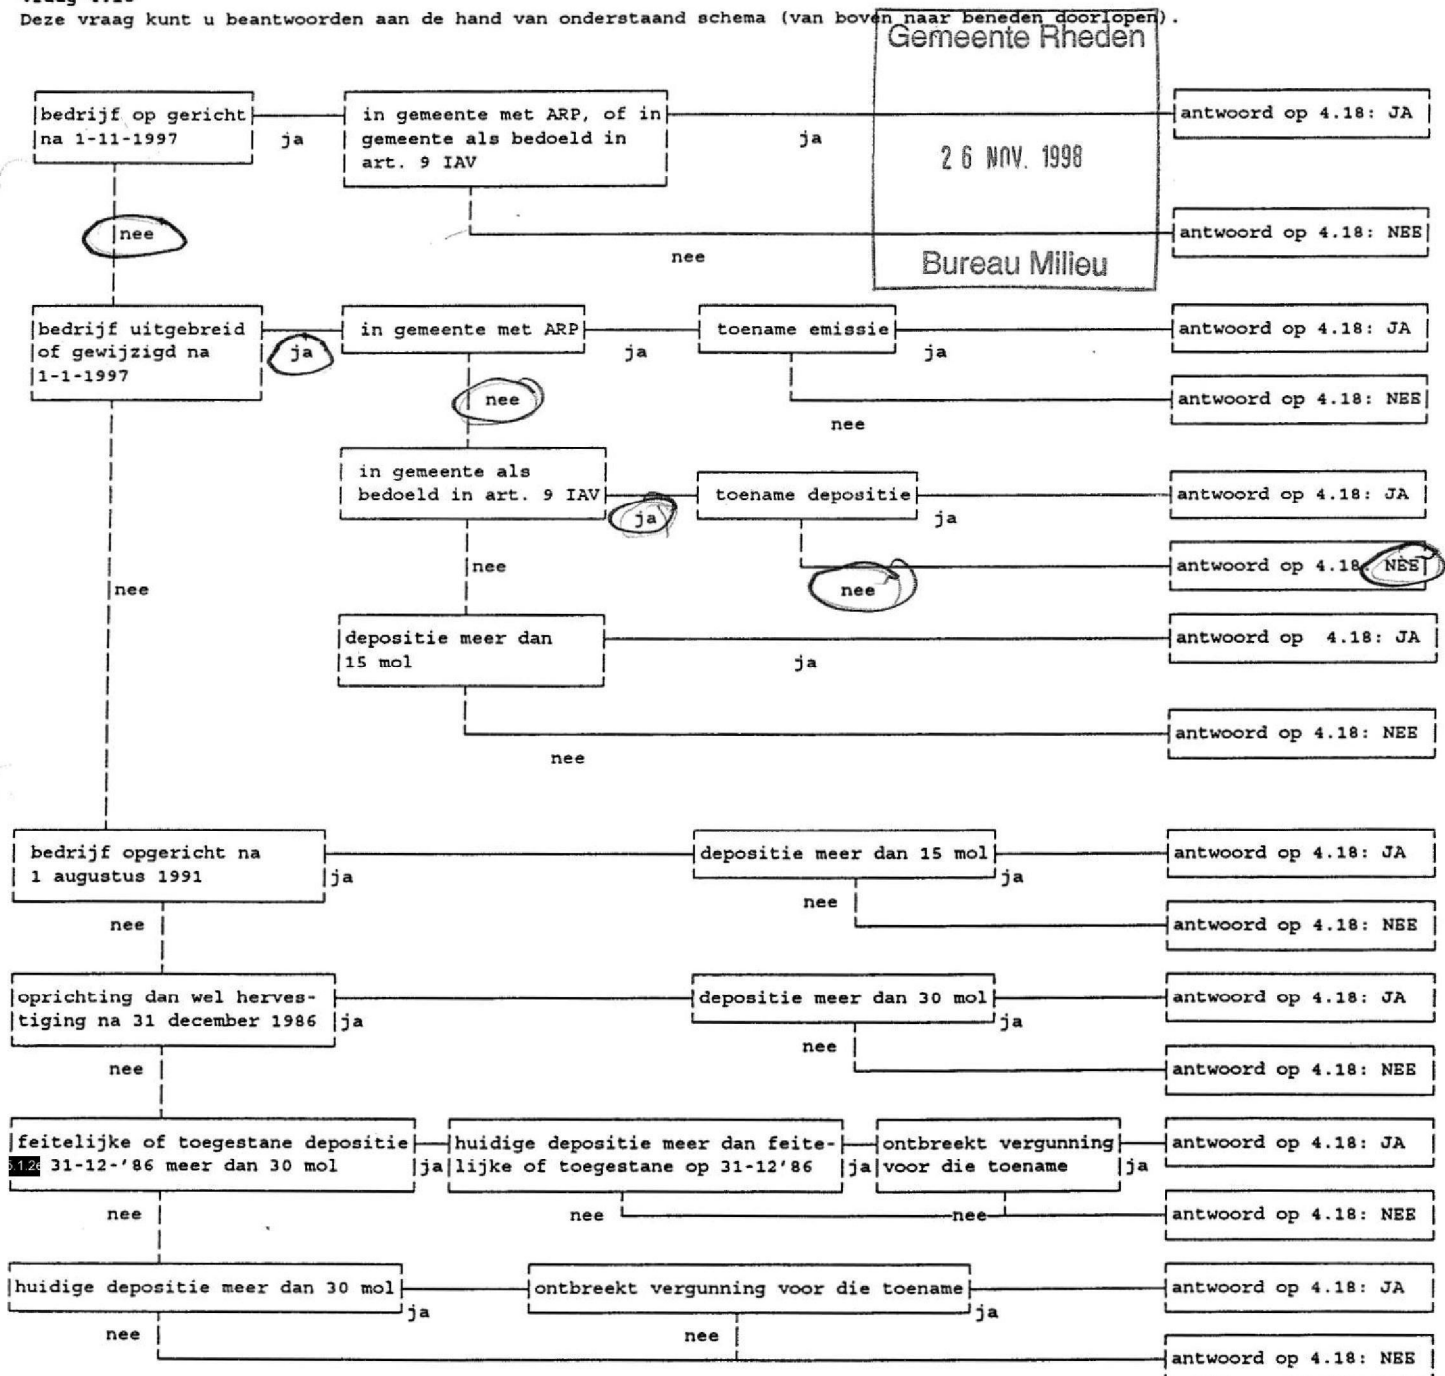 Deze vraag kunt u beantwoorden aan de hand van onderstaand schema (van boven naar beneden doorlopen).
Gemeente Rheden
26 NOV. 1998
Bureau Milieu
bedrijf op gericht
na 1-11-1997
ja
in gemeente met ARP, of in
gemeente als bedoeld in
art. 9 IAV
ja
antwoord op 4.18: JA
nee
nee
antwoord op 4.18: NEE
bedrijf uitgebreid
of gewijzigd na
1-1-1997
ja
in gemeente met ARP
ja
toename emissie
ja
antwoord op 4.18: JA
nee
nee
antwoord op 4.18: NEE
in gemeente als
bedoeld in art. 9 IAV
ja
toename depositie
ja
antwoord op 4.18: JA
nee
nee
nee
antwoord op 4.18: NEE
depositie meer dan
15 mol
ja
antwoord op 4.18: JA
nee
antwoord op 4.18: NEE
bedrijf opgericht na
1 augustus 1991
ja
depositie meer dan 15 mol
ja
antwoord op 4.18: JA
nee
nee
antwoord op 4.18: NEE
oprichting dan wel herves-
tiging na 31 december 1986
ja
depositie meer dan 30 mol
ja
antwoord op 4.18: JA
nee
nee
antwoord op 4.18: NEE
feitelijke of toegestane depositie
5.1.2e 31-12-'86 meer dan 30 mol
ja
huidige depositie meer dan feite-
lijke of toegestane op 31-12'86
ja
ontbreekt vergunning
voor die toename
ja
antwoord op 4.18: JA
nee
nee
nee
antwoord op 4.18: NEE
huidige depositie meer dan 30 mol
ja
ontbreekt vergunning voor die toename
ja
antwoord op 4.18: JA
nee
nee
antwoord op 4.18: NEE